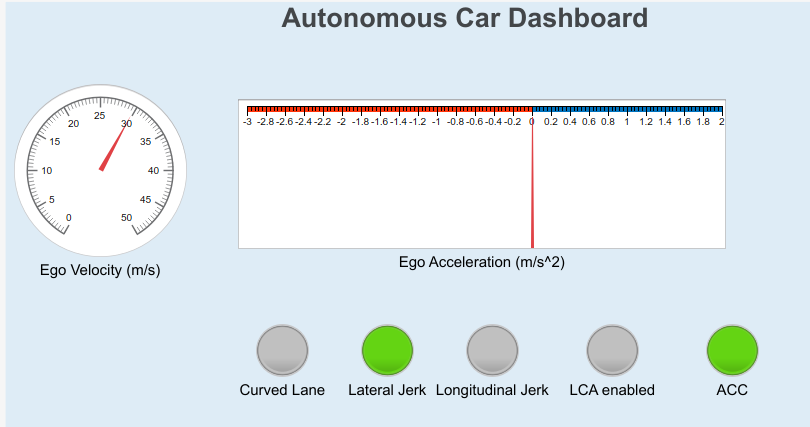 Autonomous Car Dashboard
25
20 30
15 35
10 40
5 45
0 50
-3 -2.8 -2.6 -2.4 -2.2 -2 -1.8 -1.6 -1.4 -1.2 -1 -0.8 -0.6 -0.4 -0.2 0 0.2 0.4 0.6 0.8 1 1.2 1.4 1.6 1.8 2
Ego Velocity (m/s)
Ego Acceleration (m/s^2)
Curved Lane Lateral Jerk Longitudinal Jerk LCA enabled ACC